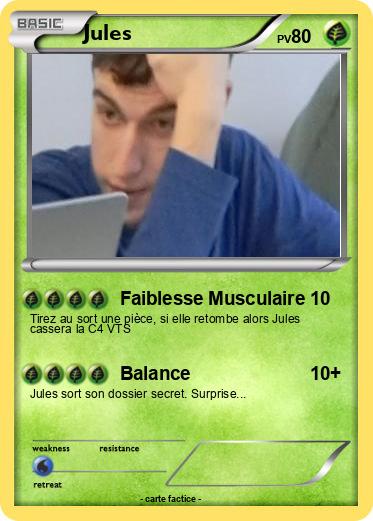 BASIC
Jules
PV80
Faiblesse Musculaire 10
Tirez au sort une pièce, si elle retombe alors Jules
cassera la C4 VTS
Balance 10+
Jules sort son dossier secret. Surprise...
weakness resistance
retreat
- carte factice -